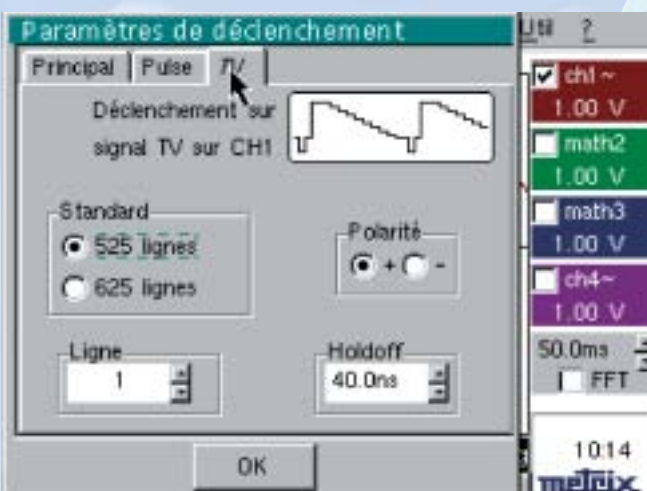 Paramètres de déclenchement
Principal
Pulse
TV
Déclenchement sur
signal TV sur CH1
Standard
525 lignes
625 lignes
Polarité
+
-
Ligne
1
Holdoff
40.0ns
OK
Util ?
ch1~
1.00 V
math2
1.00 V
math3
1.00 V
ch4~
1.00 V
50.0ms
FFT
10:14
metrix